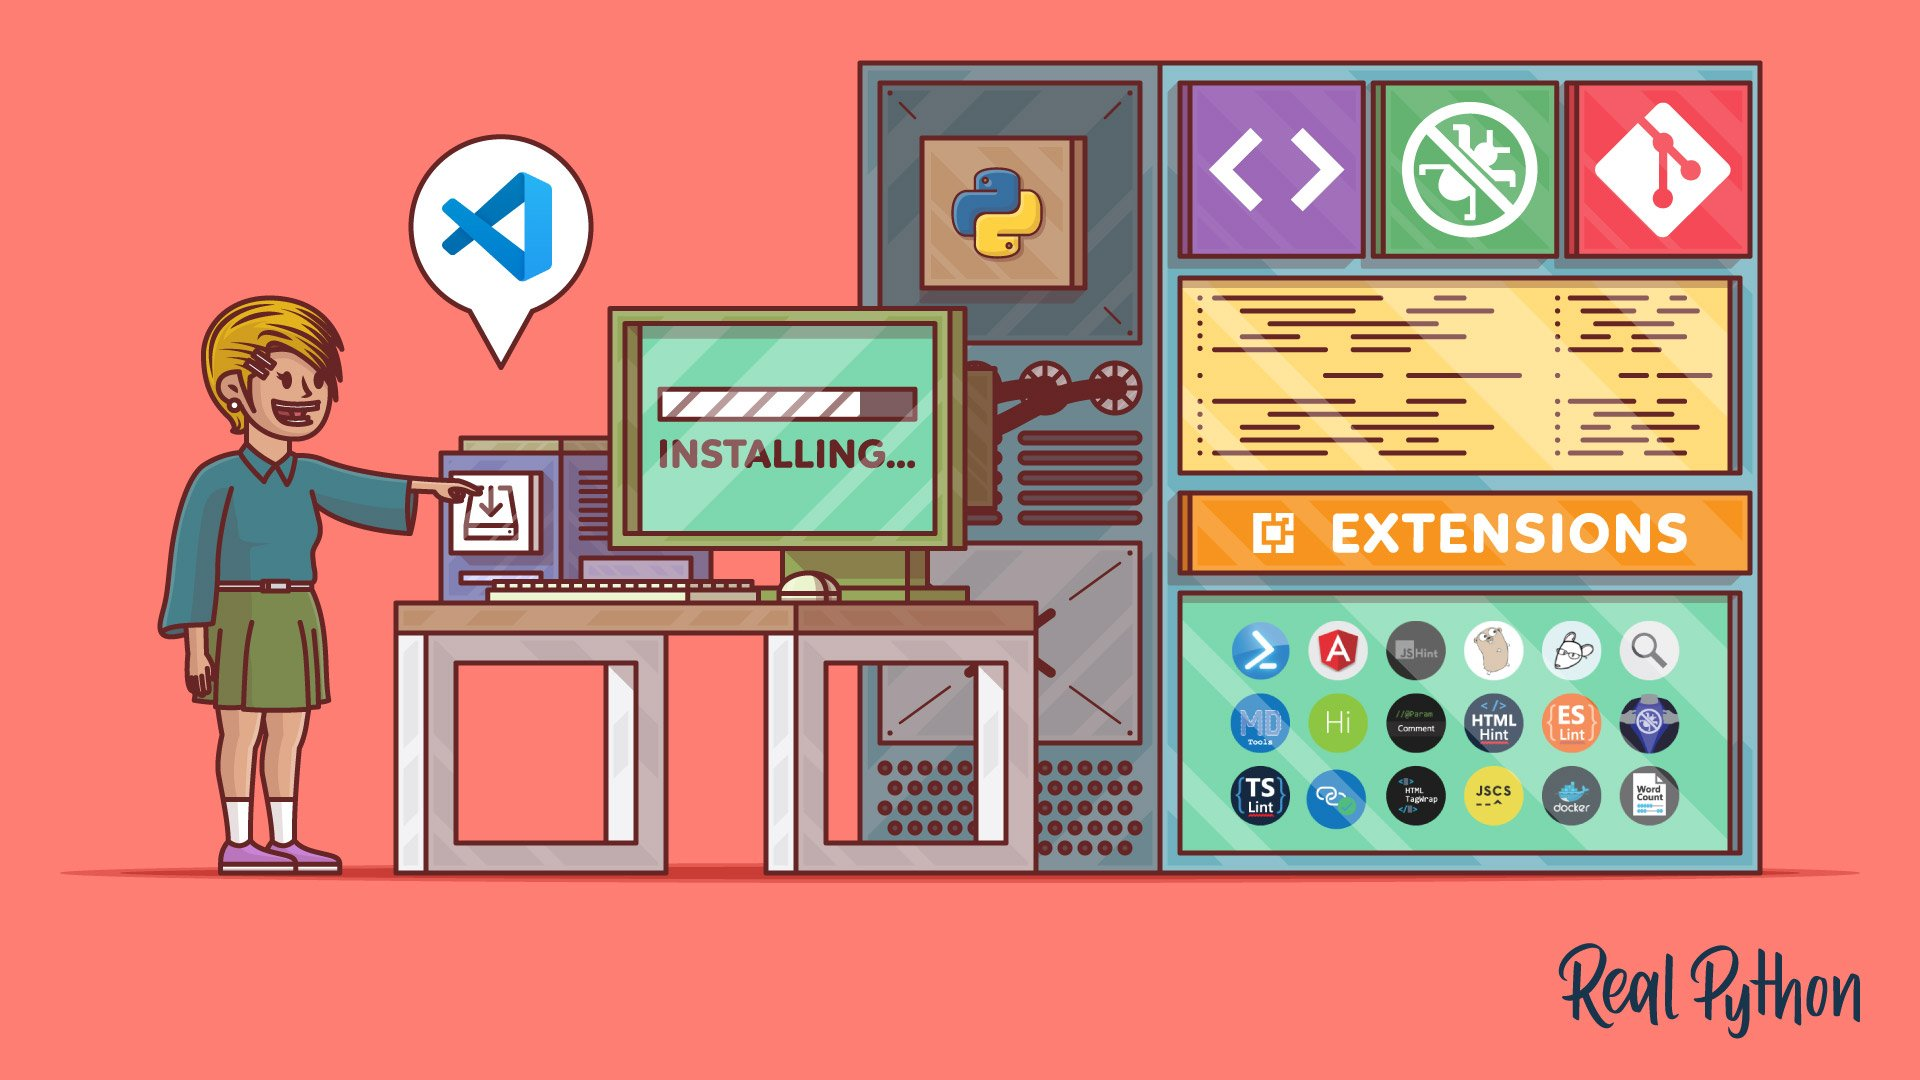 INSTALLING...
EXTENSIONS
JSHint
MD
Tools
Hi
//@Param
Comment
</>
HTML
Hint
{ES
Lint}
{TS
Lint}
<■>
HTML
TagWrap
</■>
JSCS
--^
docker
Word
Count
Real Python